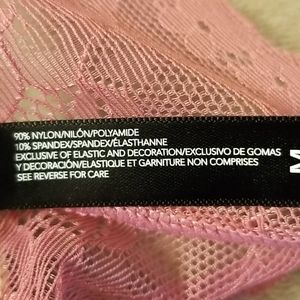 90% NYLON/NILÓN/POLYAMIDE
10% SPANDEX/SPANDEX/ÉLASTHANNE
EXCLUSIVE OF ELASTIC AND DECORATION/EXCLUSIVO DE GOMAS
Y DECORACIÓN/ELASTIQUE ET GARNITURE NON COMPRISES
SEE REVERSE FOR CARE
M